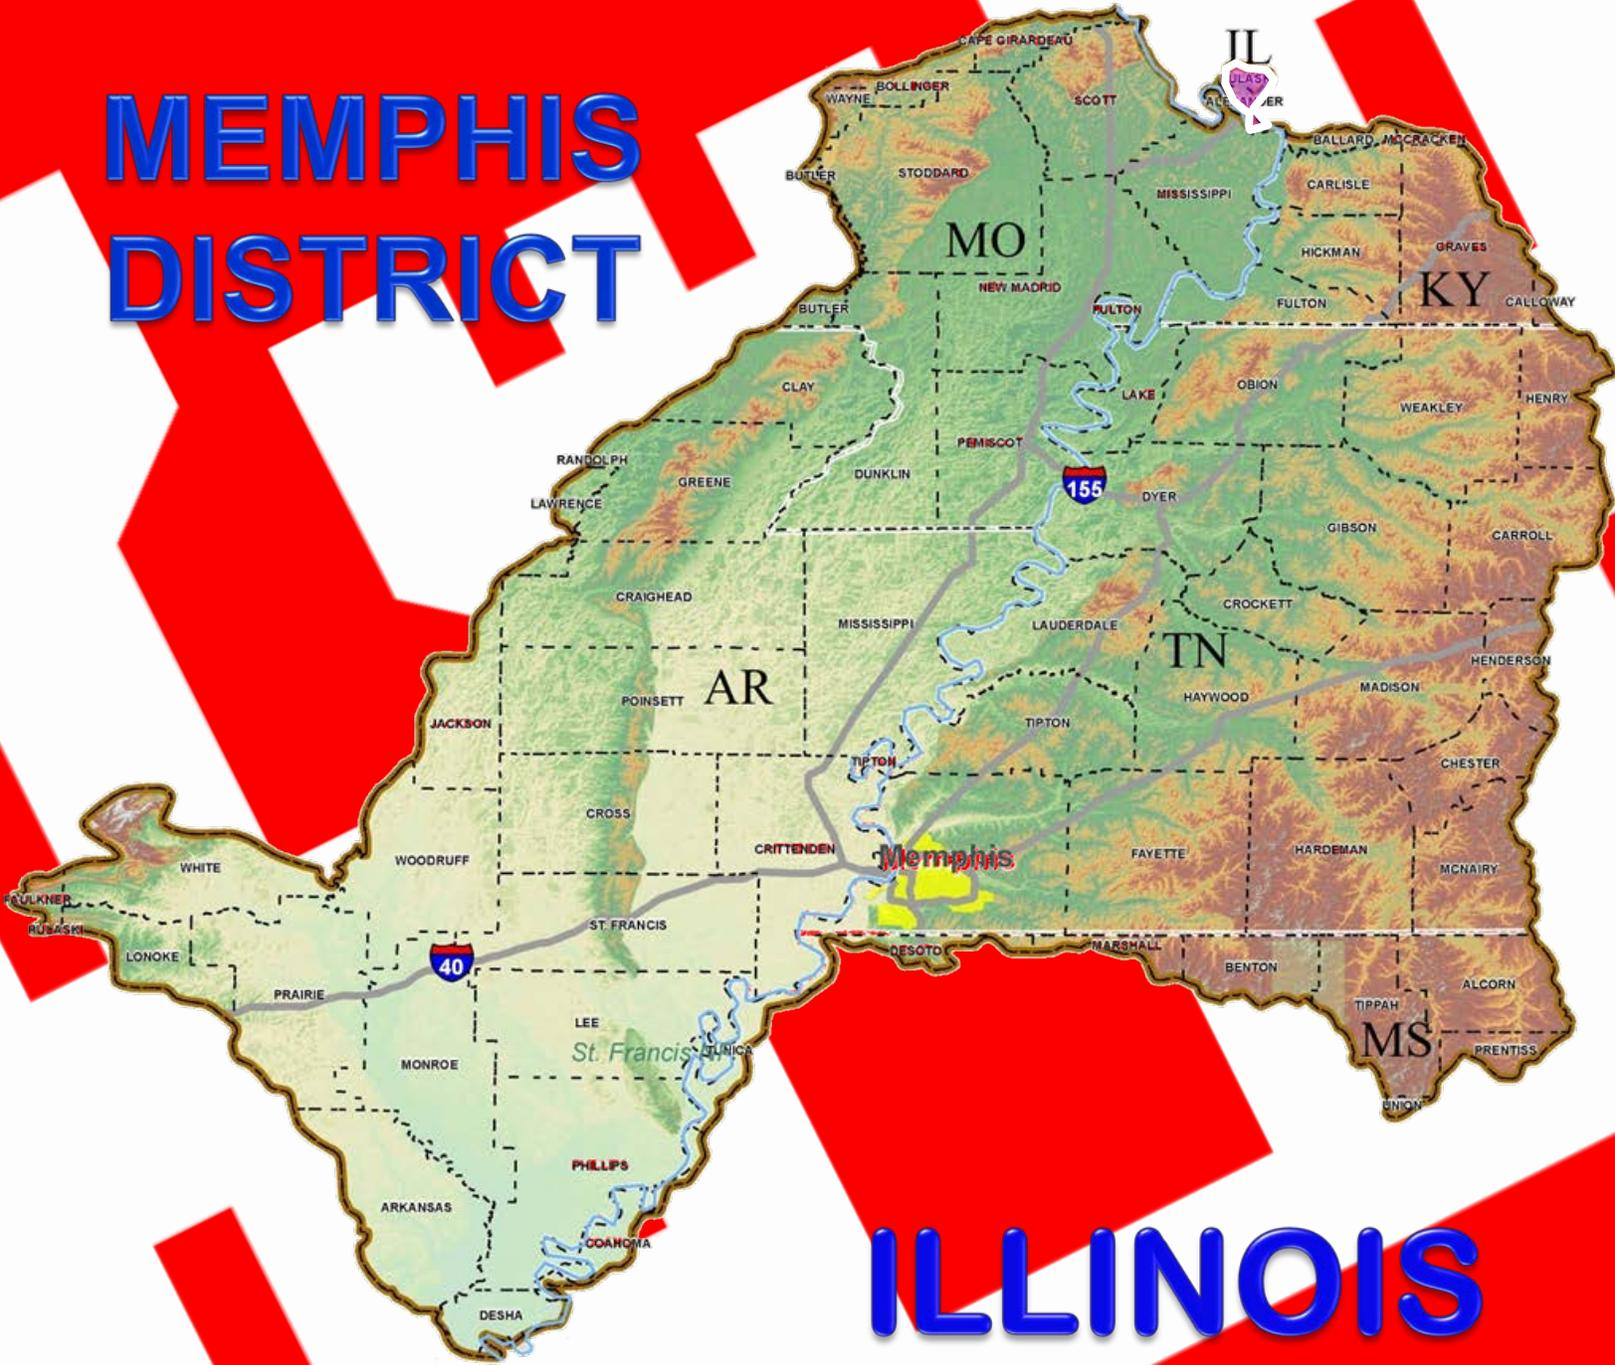 MEMPHIS
DISTRICT
CAPE GIRARDEAU
IL
ULASK
ALEXANDER
WAYNE
BOLLINGER
SCOTT
BALLARD
MCCRACKEN
BUTLER
STODDARD
MISSISSIPPI
CARLISLE
MO
HICKMAN
GRAVES
NEW MADRID
KY
BUTLER
FULTON
FULTON
CALLOWAY
CLAY
LAKE
OBION
WEAKLEY
HENRY
RANDOLPH
PEMISCOT
GREENE
DUNKLIN
155
DYER
LAWRENCE
GIBSON
CARROLL
CRAIGHEAD
MISSISSIPPI
LAUDERDALE
CROCKETT
TN
HENDERSON
POINSETT
AR
HAYWOOD
MADISON
JACKSON
TIPTON
TIPTON
CHESTER
CROSS
CRITTENDEN
Memphis
WOODRUFF
FAYETTE
HARDEMAN
WHITE
MCNAIRY
FAULKNER
PULASKI
ST. FRANCIS
LONOKE
DESOTO
MARSHALL
40
BENTON
PRAIRIE
ALCORN
TIPPAH
LEE
MS
St. Francis
TUNICA
PRENTISS
MONROE
UNION
PHILLIPS
ARKANSAS
COAHOMA
DESHA
ILLINOIS